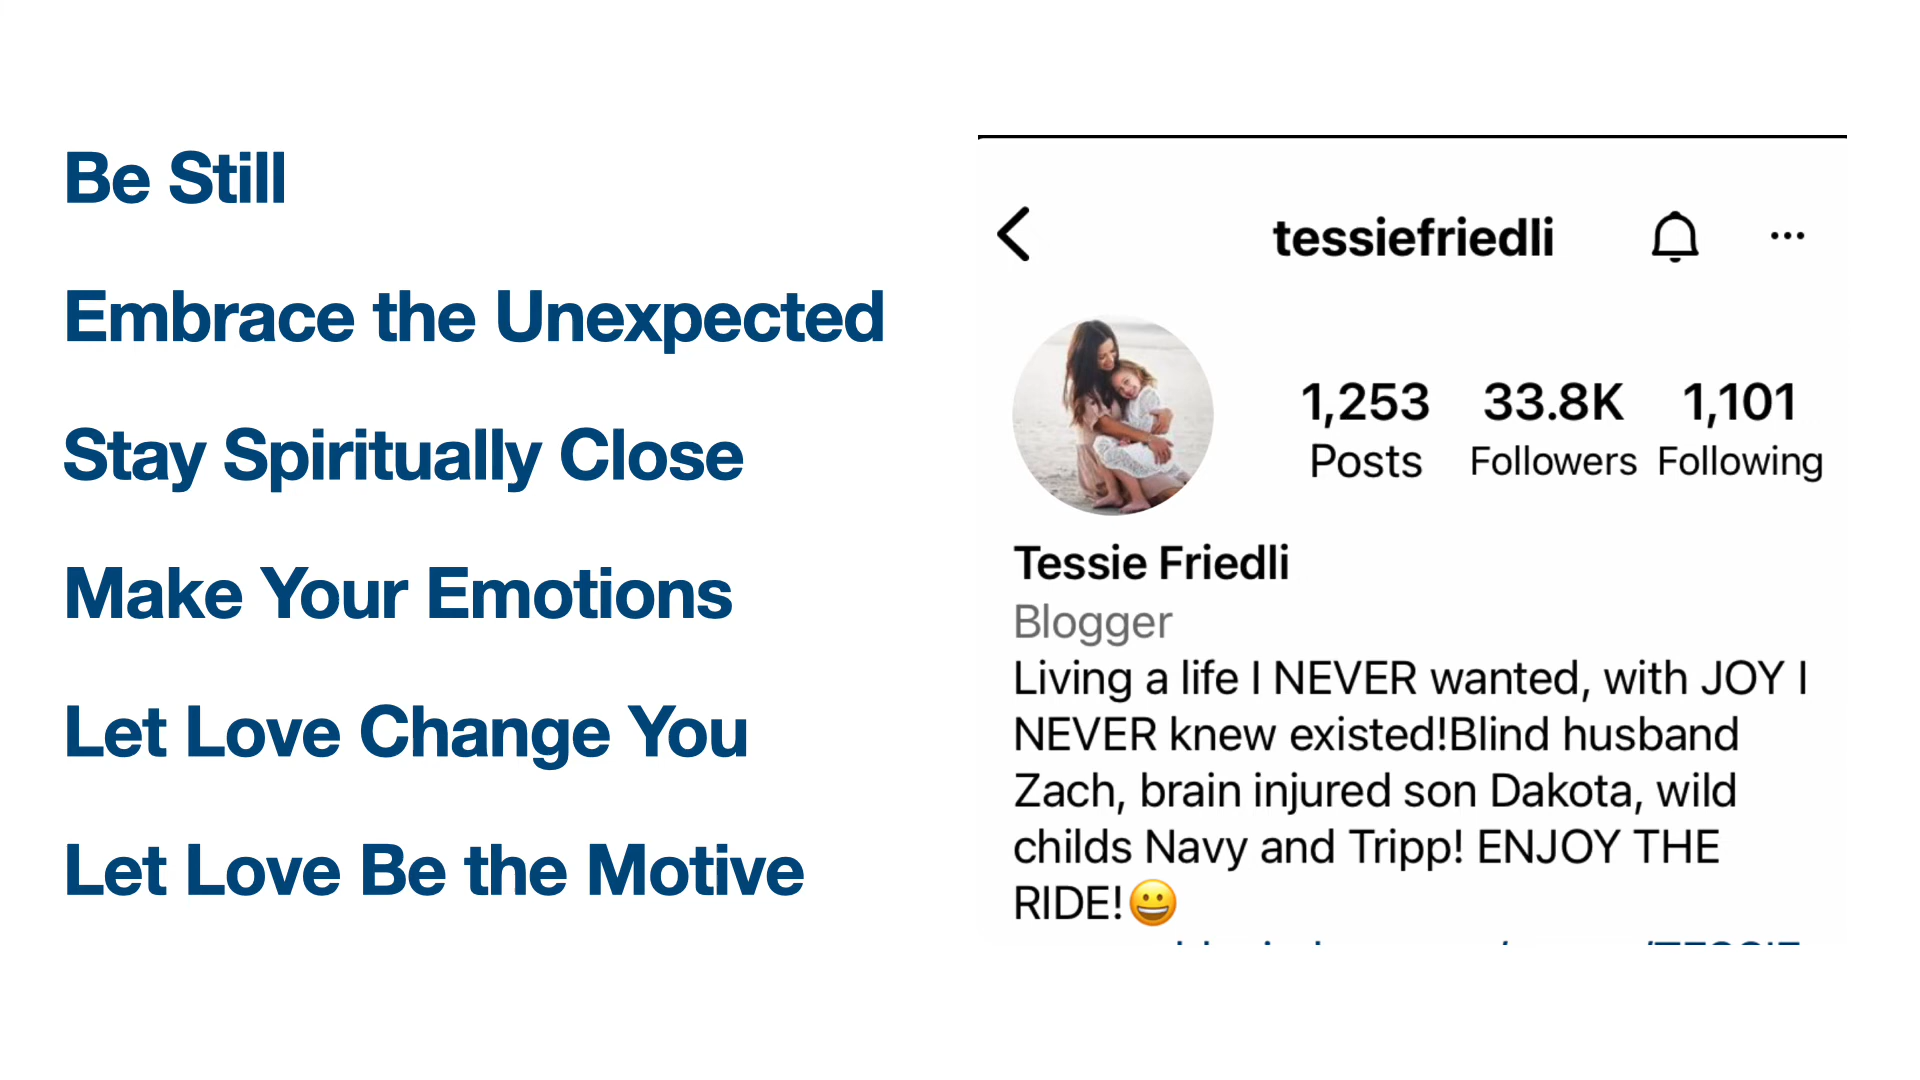 Be Still
Embrace the Unexpected
Stay Spiritually Close
Make Your Emotions
Let Love Change You
Let Love Be the Motive
tessiefriedli
1,253 33.8K 1,101
Posts Followers Following
Tessie Friedli
Blogger
Living a life I NEVER wanted, with JOY I
NEVER knew existed!Blind husband
Zach, brain injured son Dakota, wild
childs Navy and Tripp! ENJOY THE
RIDE!😀